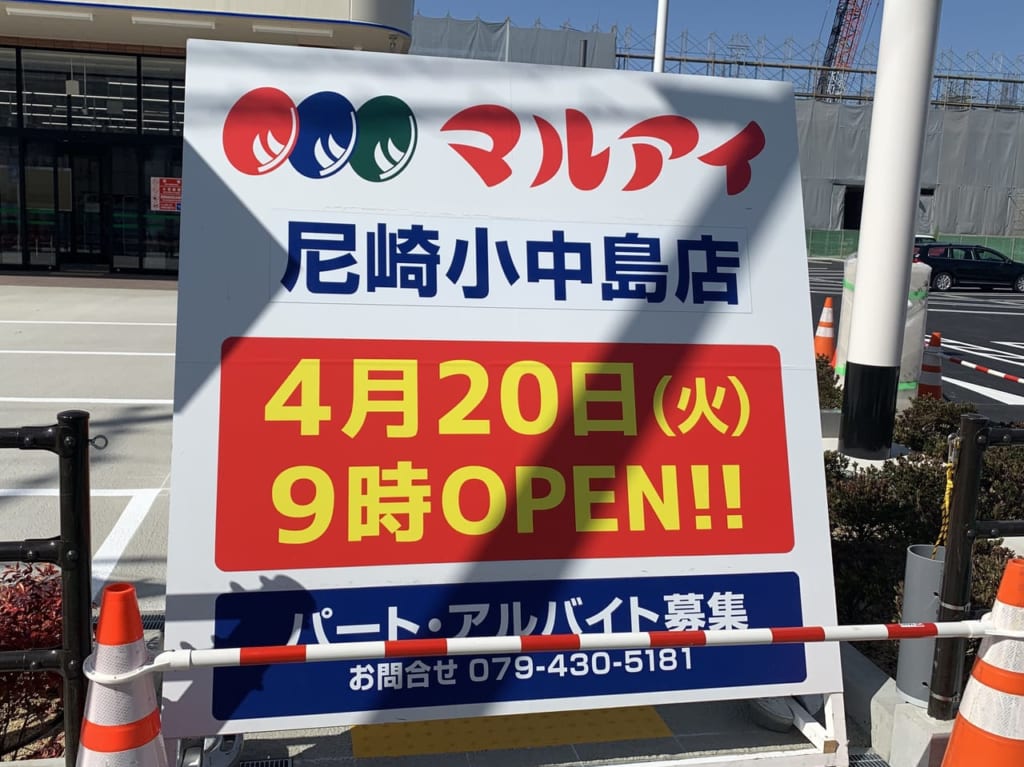 マルアイ
尼崎小中島店
4月20日(火)
9時OPEN!!
パート・アルバイト募集
お問合せ 079-430-5181